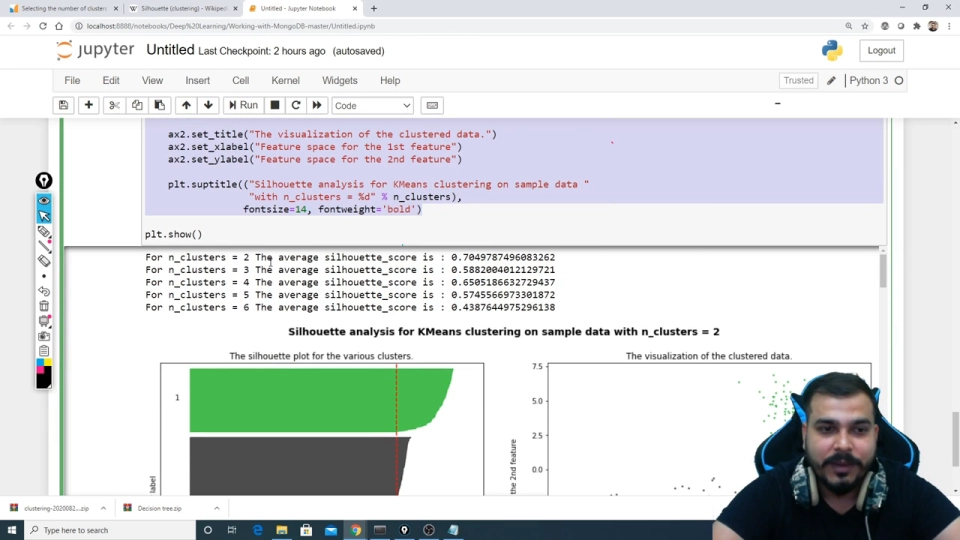 Selecting the number of clusters
Silhouette (clustering) - Wikipe
Untitled - Jupyter Notebook
localhost:8888/notebooks/Deep%20Learning/Working-with-MongoDB-master/Untitled.ipynb
jupyter Untitled Last Checkpoint: 2 hours ago (autosaved)
Logout
File Edit View Insert Cell Kernel Widgets Help
Trusted Python 3
Run Code
ax2.set_title("The visualization of the clustered data.")
ax2.set_xlabel("Feature space for the 1st feature")
ax2.set_ylabel("Feature space for the 2nd feature")
plt.suptitle(("Silhouette analysis for KMeans clustering on sample data "
"with n_clusters = %d" % n_clusters),
fontsize=14, fontweight='bold')
plt.show()
For n_clusters = 2 The average silhouette_score is : 0.7049787496083262
For n_clusters = 3 The average silhouette_score is : 0.5882004012129721
For n_clusters = 4 The average silhouette_score is : 0.6505186632729437
For n_clusters = 5 The average silhouette_score is : 0.5745566973301872
For n_clusters = 6 The average silhouette_score is : 0.4387644975296138
Silhouette analysis for KMeans clustering on sample data with n_clusters = 2
The silhouette plot for the various clusters.
The visualization of the clustered data.
1
label
7.5
5.0
2.5
0.0
the 2nd feature
clustering-2020082....zip
Decision tree.zip
Type here to search